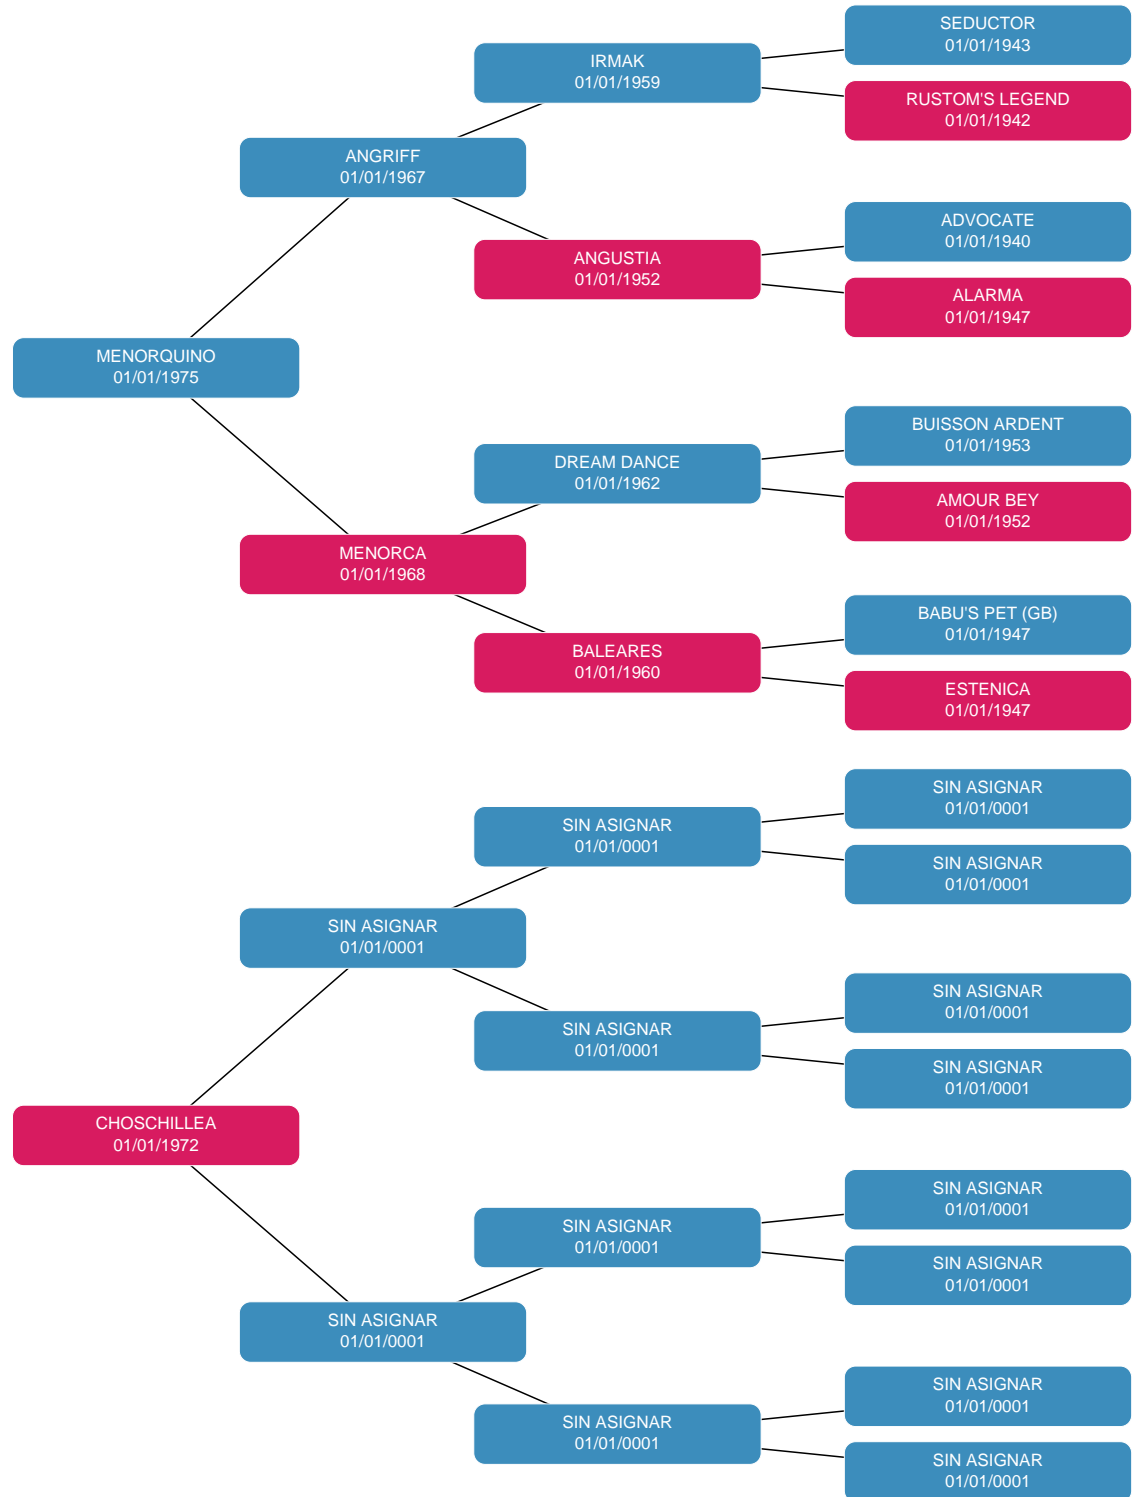 SEDUCTOR
01/01/1943
IRMAK
01/01/1959
RUSTOM'S LEGEND
01/01/1942
ANGRIFF
01/01/1967
ADVOCATE
01/01/1940
ANGUSTIA
01/01/1952
ALARMA
01/01/1947
MENORQUINO
01/01/1975
BUISSON ARDENT
01/01/1953
DREAM DANCE
01/01/1962
AMOUR BEY
01/01/1952
MENORCA
01/01/1968
BABU'S PET (GB)
01/01/1947
BALEARES
01/01/1960
ESTENICA
01/01/1947
SIN ASIGNAR
01/01/0001
SIN ASIGNAR
01/01/0001
SIN ASIGNAR
01/01/0001
SIN ASIGNAR
01/01/0001
SIN ASIGNAR
01/01/0001
SIN ASIGNAR
01/01/0001
SIN ASIGNAR
01/01/0001
CHOSCHILLEA
01/01/1972
SIN ASIGNAR
01/01/0001
SIN ASIGNAR
01/01/0001
SIN ASIGNAR
01/01/0001
SIN ASIGNAR
01/01/0001
SIN ASIGNAR
01/01/0001
SIN ASIGNAR
01/01/0001
SIN ASIGNAR
01/01/0001